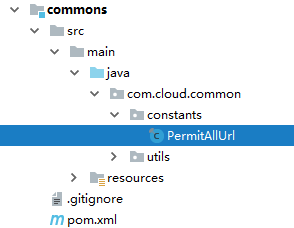 commons
src
main
java
com.cloud.common
constants
PermitAllUrl
utils
resources
.gitignore
pom.xml